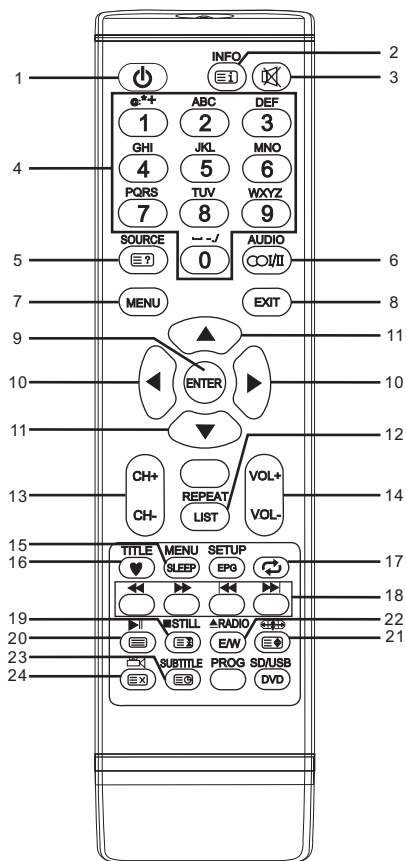 INFO
2
1
3
@:*+ ABC DEF
1 2 3
GHI JKL MNO
4
4 5 6
PQRS TUV WXYZ
7 8 9
SOURCE ⌴ -./ AUDIO
5
? 0 I/II
6
7
MENU EXIT
8
9
11
10
ENTER
10
11
12
CH+ VOL+
13
REPEAT
14
CH- LIST VOL-
15
TITLE MENU SETUP
16
SLEEP EPG
17
18
19
STILL RADIO
22
20
E/W
21
23
SUBTITLE PROG SD/USB
24
X DVD